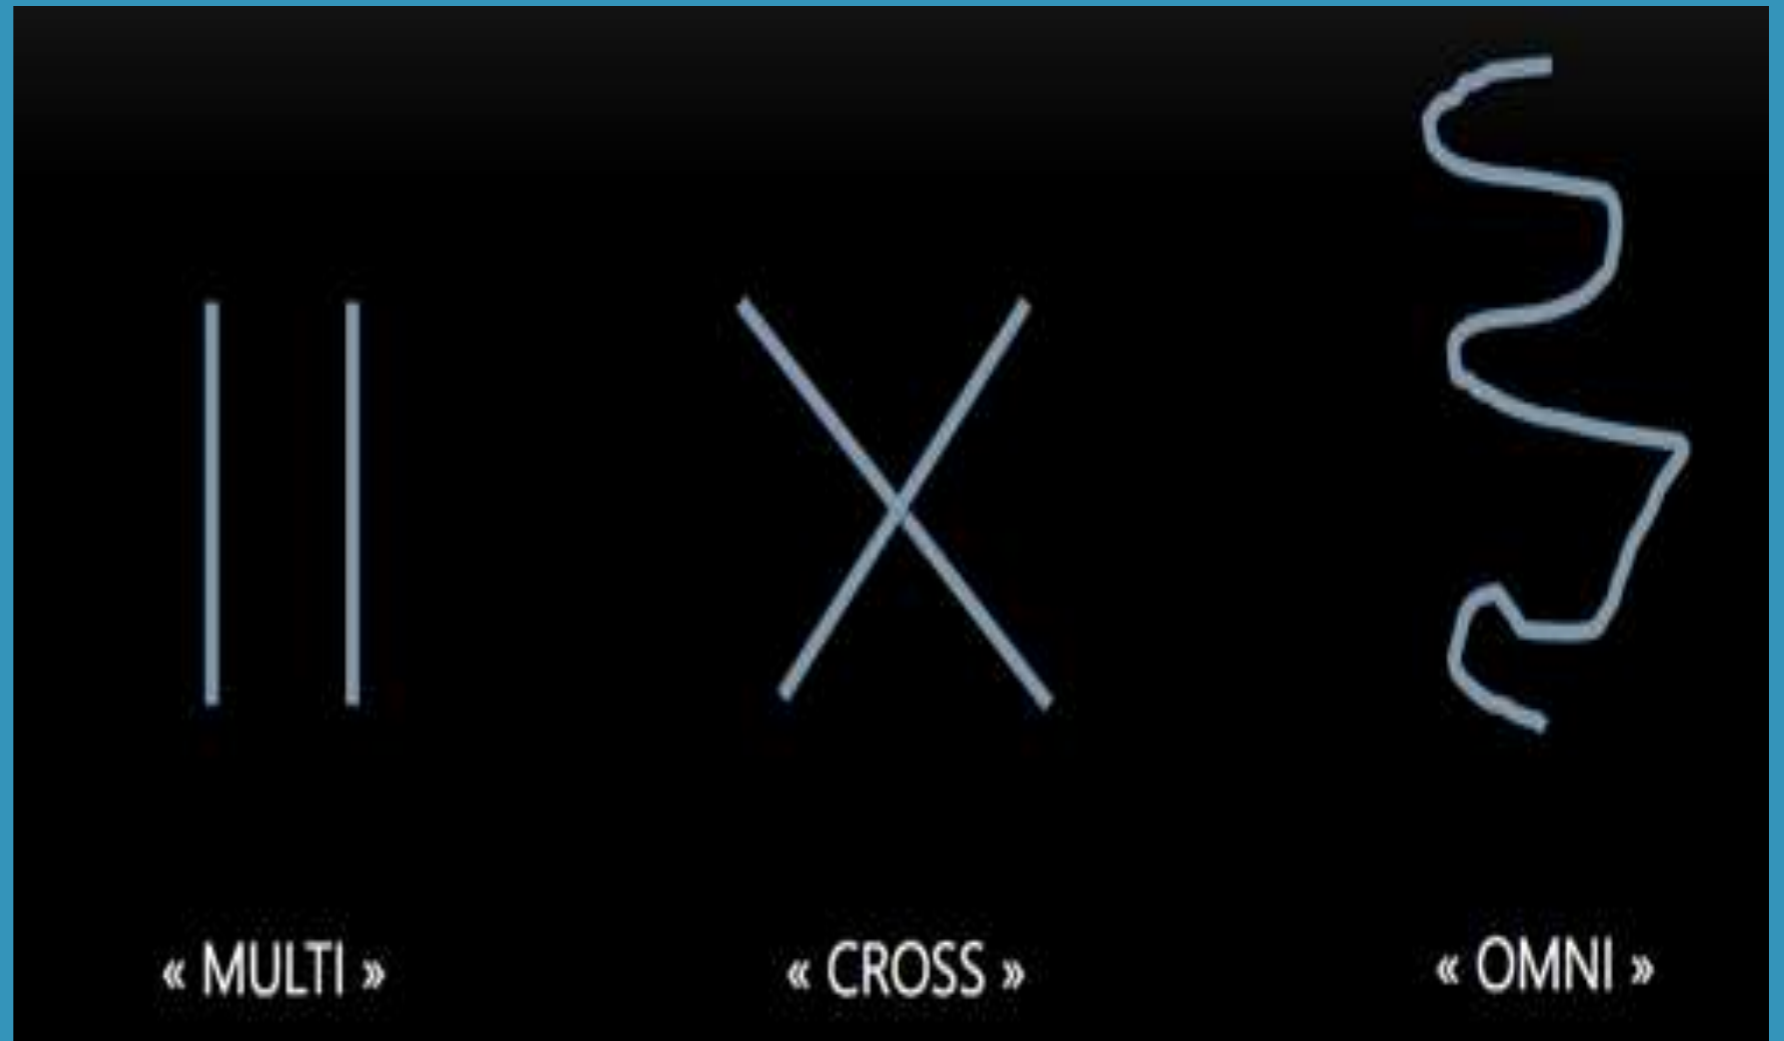 « MULTI »
« CROSS »
« OMNI »